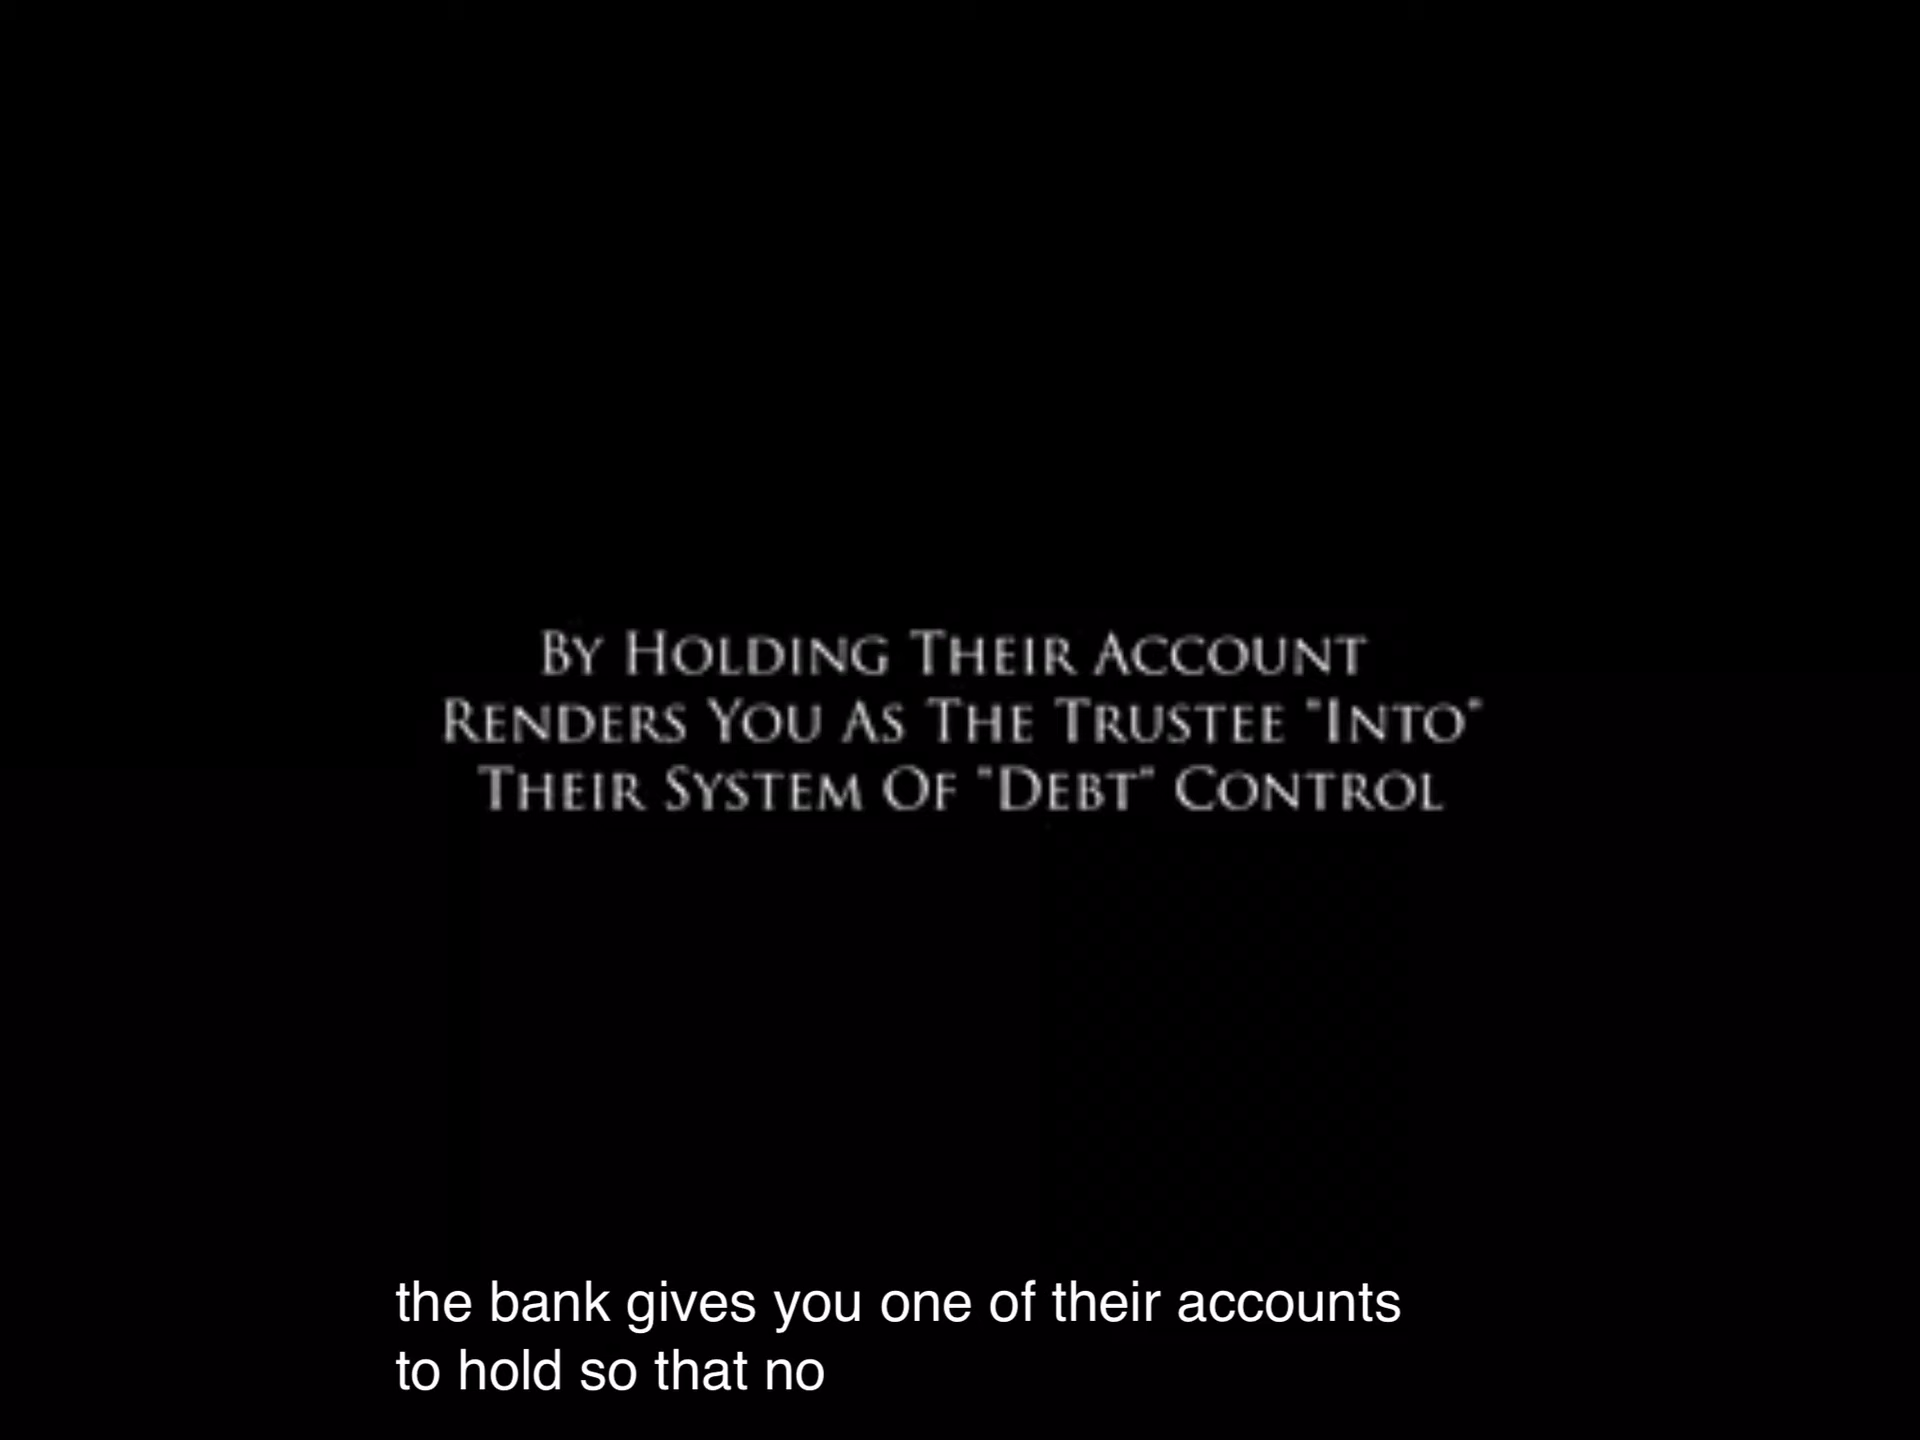 By Holding Their Account
Renders You As The Trustee "Into"
Their System Of "Debt" Control
the bank gives you one of their accounts
to hold so that no